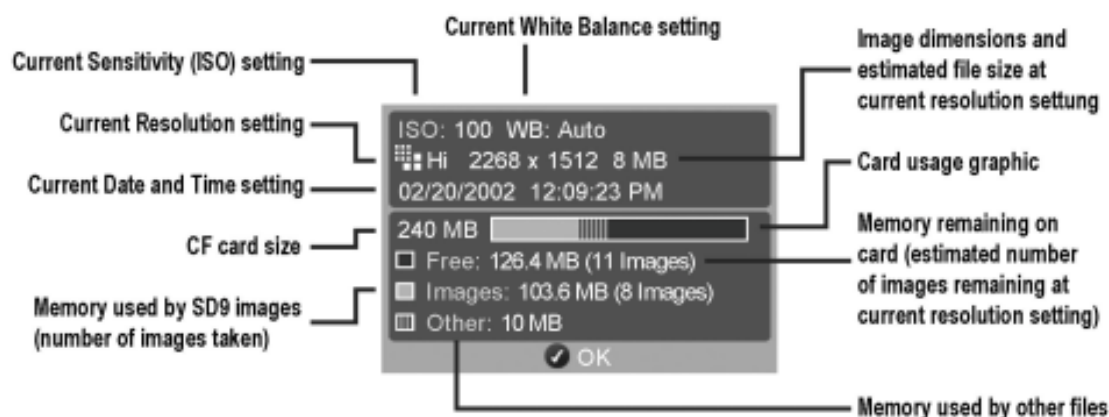 Current White Balance setting
Current Sensitivity (ISO) setting
Current Resolution setting
Current Date and Time setting
CF card size
Memory used by SD9 images
(number of images taken)
ISO: 100 WB: Auto
Hi 2268 x 1512 8 MB
02/20/2002 12:09:23 PM
240 MB
Free: 126.4 MB (11 Images)
Images: 103.6 MB (8 Images)
Other: 10 MB
OK
Image dimensions and
estimated file size at
current resolution settung
Card usage graphic
Memory remaining on
card (estimated number
of images remaining at
current resolution setting)
Memory used by other files